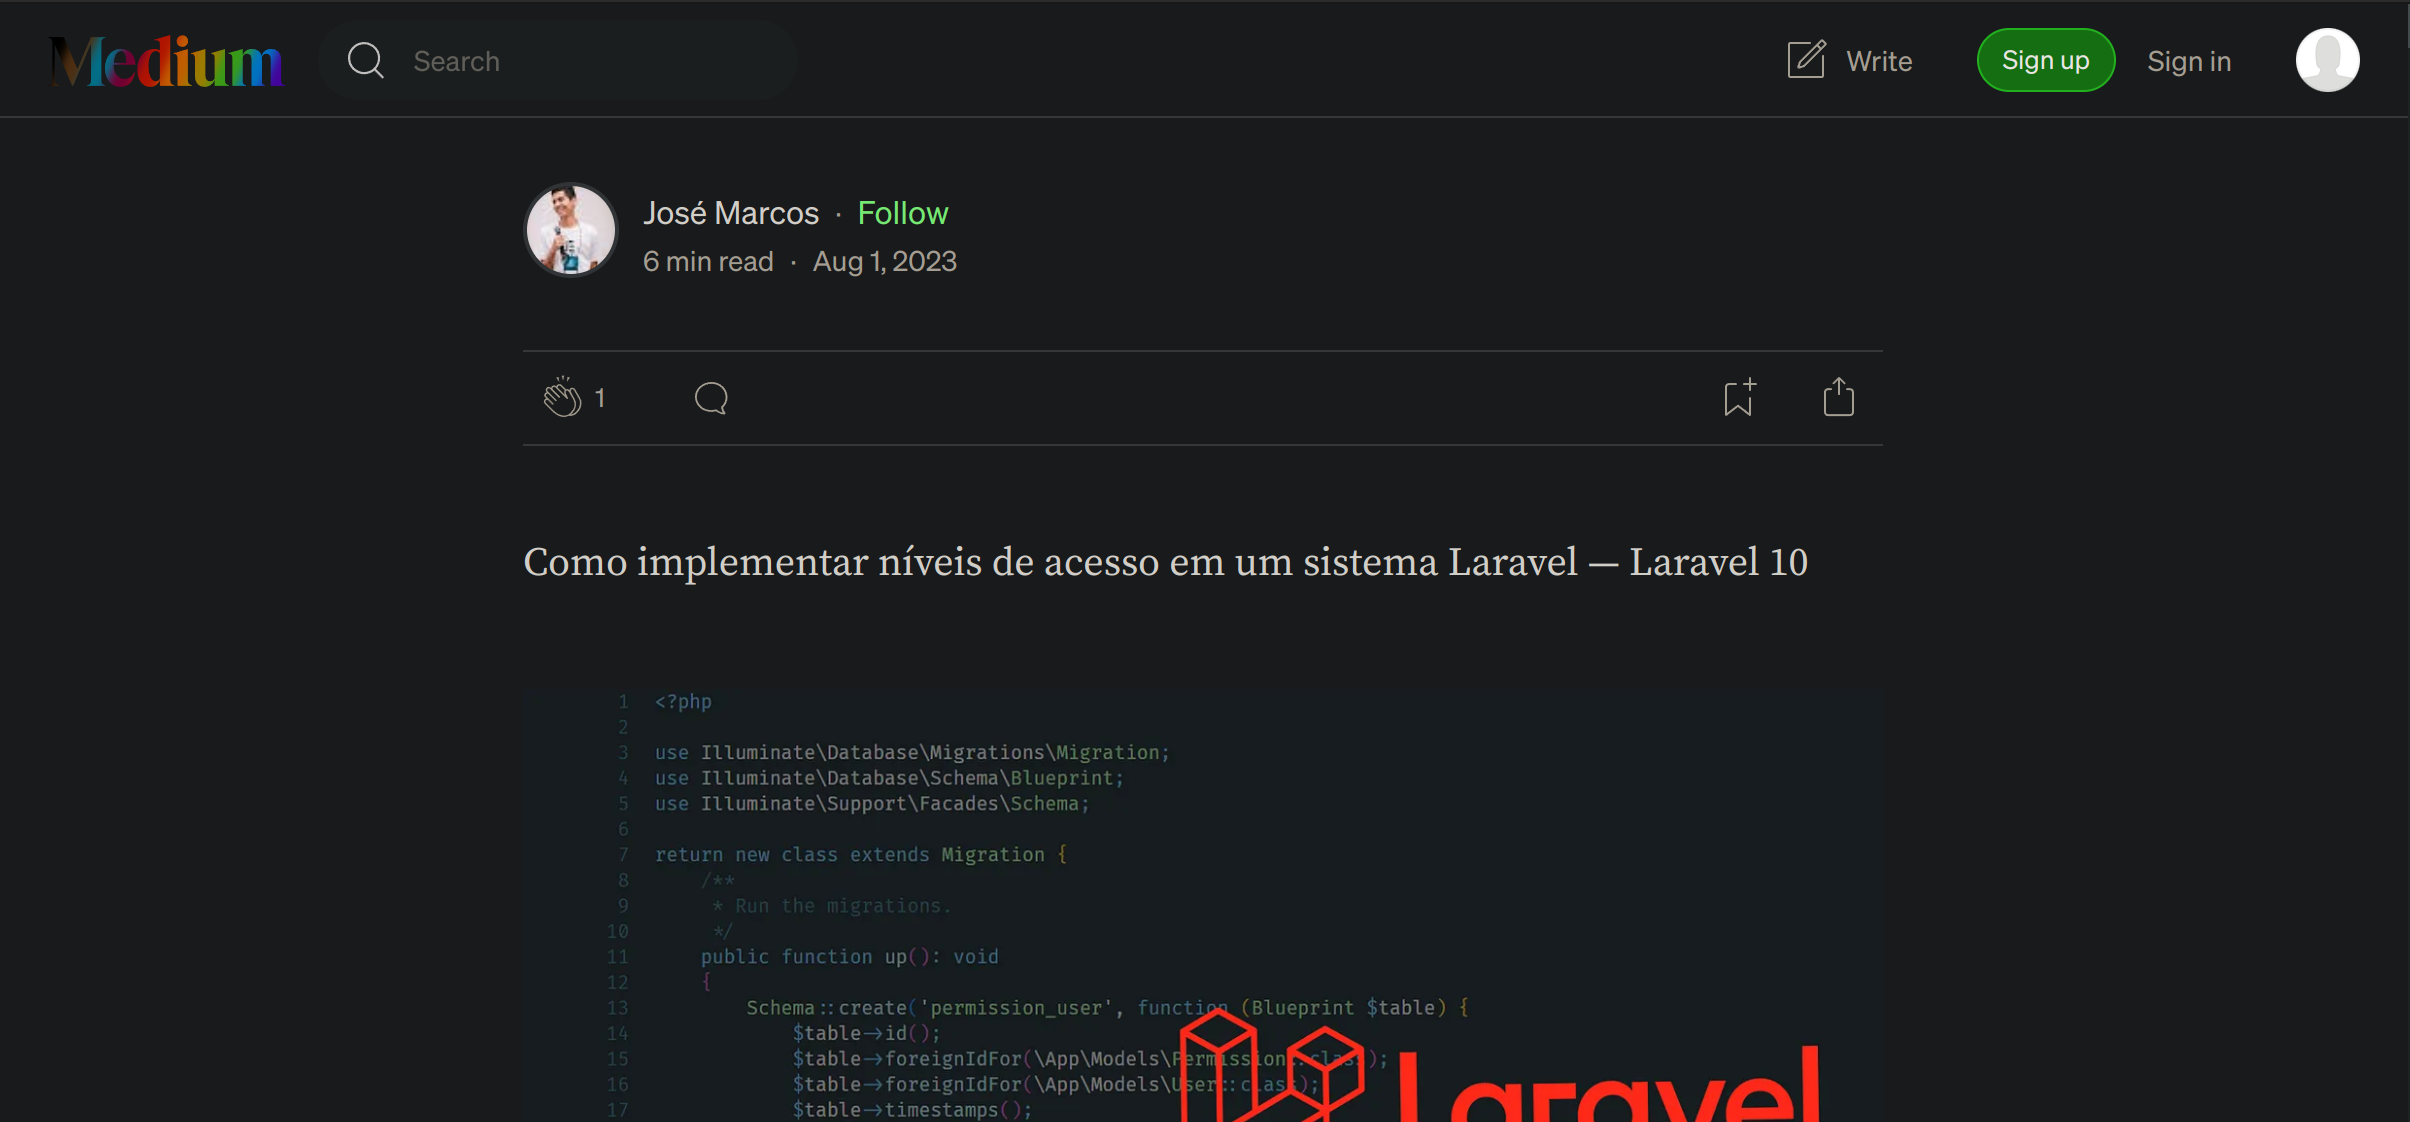 Medium
Search
Write
Sign up
Sign in
José Marcos · Follow
6 min read · Aug 1, 2023
1
Como implementar níveis de acesso em um sistema Laravel — Laravel 10
1 <?php
2
3 use Illuminate\Database\Migrations\Migration;
4 use Illuminate\Database\Schema\Blueprint;
5 use Illuminate\Support\Facades\Schema;
6
7 return new class extends Migration {
8 /**
9 * Run the migrations.
10 */
11 public function up(): void
12 {
13 Schema::create('permission_user', function (Blueprint $table) {
14 $table->id();
15 $table->foreignIdFor(\App\Models\Permission::class);
16 $table->foreignIdFor(\App\Models\User::class);
17 $table->timestamps();
Laravel